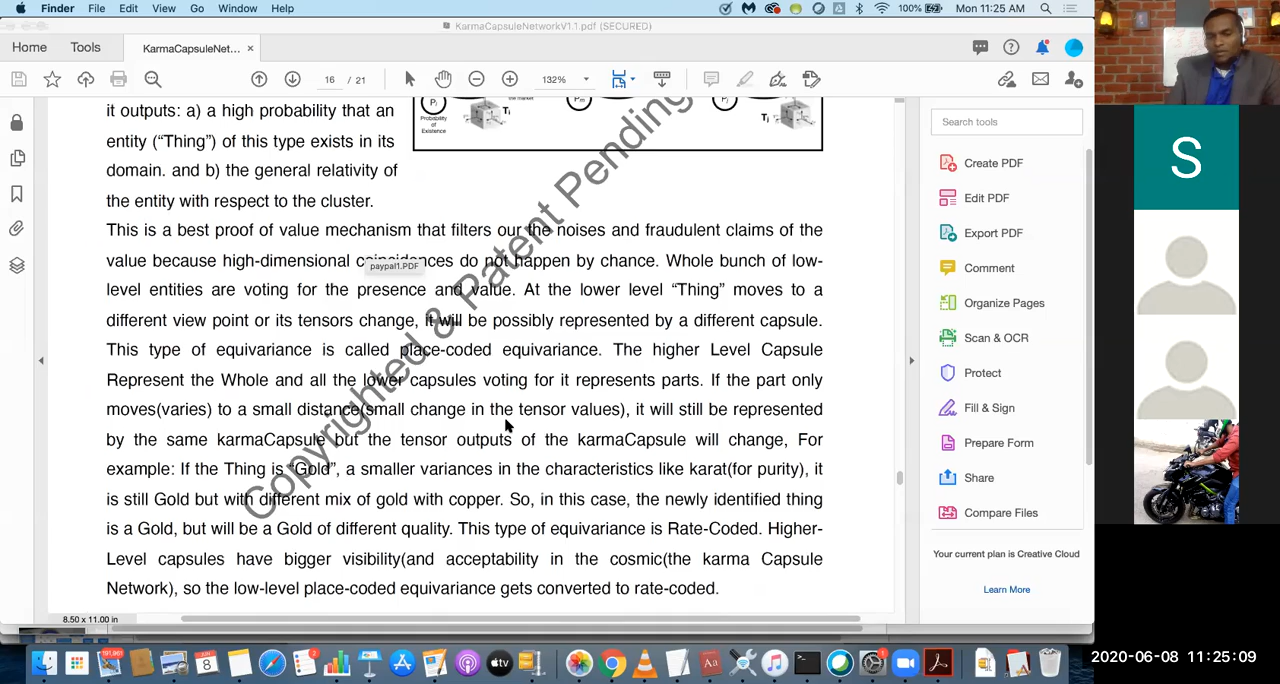 Finder File Edit View Go Window Help
100%
Mon 11:25 AM
KarmaCapsuleNetworkV1.1.pdf (SECURED)
Home Tools KarmaCapsuleNet... ×
16 / 21
132%
it outputs: a) a high probability that an
entity (“Thing”) of this type exists in its
domain. and b) the general relativity of
the entity with respect to the cluster.
Probability
of
Existence
This is a best proof of value mechanism that filters our the noises and fraudulent claims of the
value because high-dimensional coincidences do not happen by chance. Whole bunch of low-
paypal1.PDF
level entities are voting for the presence and value. At the lower level “Thing” moves to a
different view point or its tensors change, it will be possibly represented by a different capsule.
This type of equivariance is called place-coded equivariance. The higher Level Capsule
Represent the Whole and all the lower capsules voting for it represents parts. If the part only
moves(varies) to a small distance(small change in the tensor values), it will still be represented
by the same karmaCapsule but the tensor outputs of the karmaCapsule will change, For
example: If the Thing is “Gold”, a smaller variances in the characteristics like karat(for purity), it
is still Gold but with different mix of gold with copper. So, in this case, the newly identified thing
is a Gold, but will be a Gold of different quality. This type of equivariance is Rate-Coded. Higher-
Level capsules have bigger visibility(and acceptability in the cosmic(the karma Capsule
Network), so the low-level place-coded equivariance gets converted to rate-coded.
Copyrighted & Patent Pending
8.50 x 11.00 in
Search tools
Create PDF
Edit PDF
Export PDF
Comment
Organize Pages
Scan & OCR
Protect
Fill & Sign
Prepare Form
Share
Compare Files
Your current plan is Creative Cloud
Learn More
S
2020-06-08 11:25:09